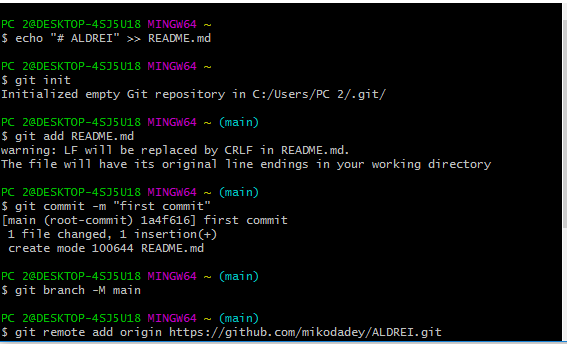 PC 2@DESKTOP-4SJ5U18 MINGW64 ~
$ echo "# ALDREI" >> README.md
PC 2@DESKTOP-4SJ5U18 MINGW64 ~
$ git init
Initialized empty Git repository in C:/Users/PC 2/.git/
PC 2@DESKTOP-4SJ5U18 MINGW64 ~ (main)
$ git add README.md
warning: LF will be replaced by CRLF in README.md.
The file will have its original line endings in your working directory
PC 2@DESKTOP-4SJ5U18 MINGW64 ~ (main)
$ git commit -m "first commit"
[main (root-commit) 1a4f616] first commit
 1 file changed, 1 insertion(+)
 create mode 100644 README.md
PC 2@DESKTOP-4SJ5U18 MINGW64 ~ (main)
$ git branch -M main
PC 2@DESKTOP-4SJ5U18 MINGW64 ~ (main)
$ git remote add origin https://github.com/mikodadey/ALDREI.git